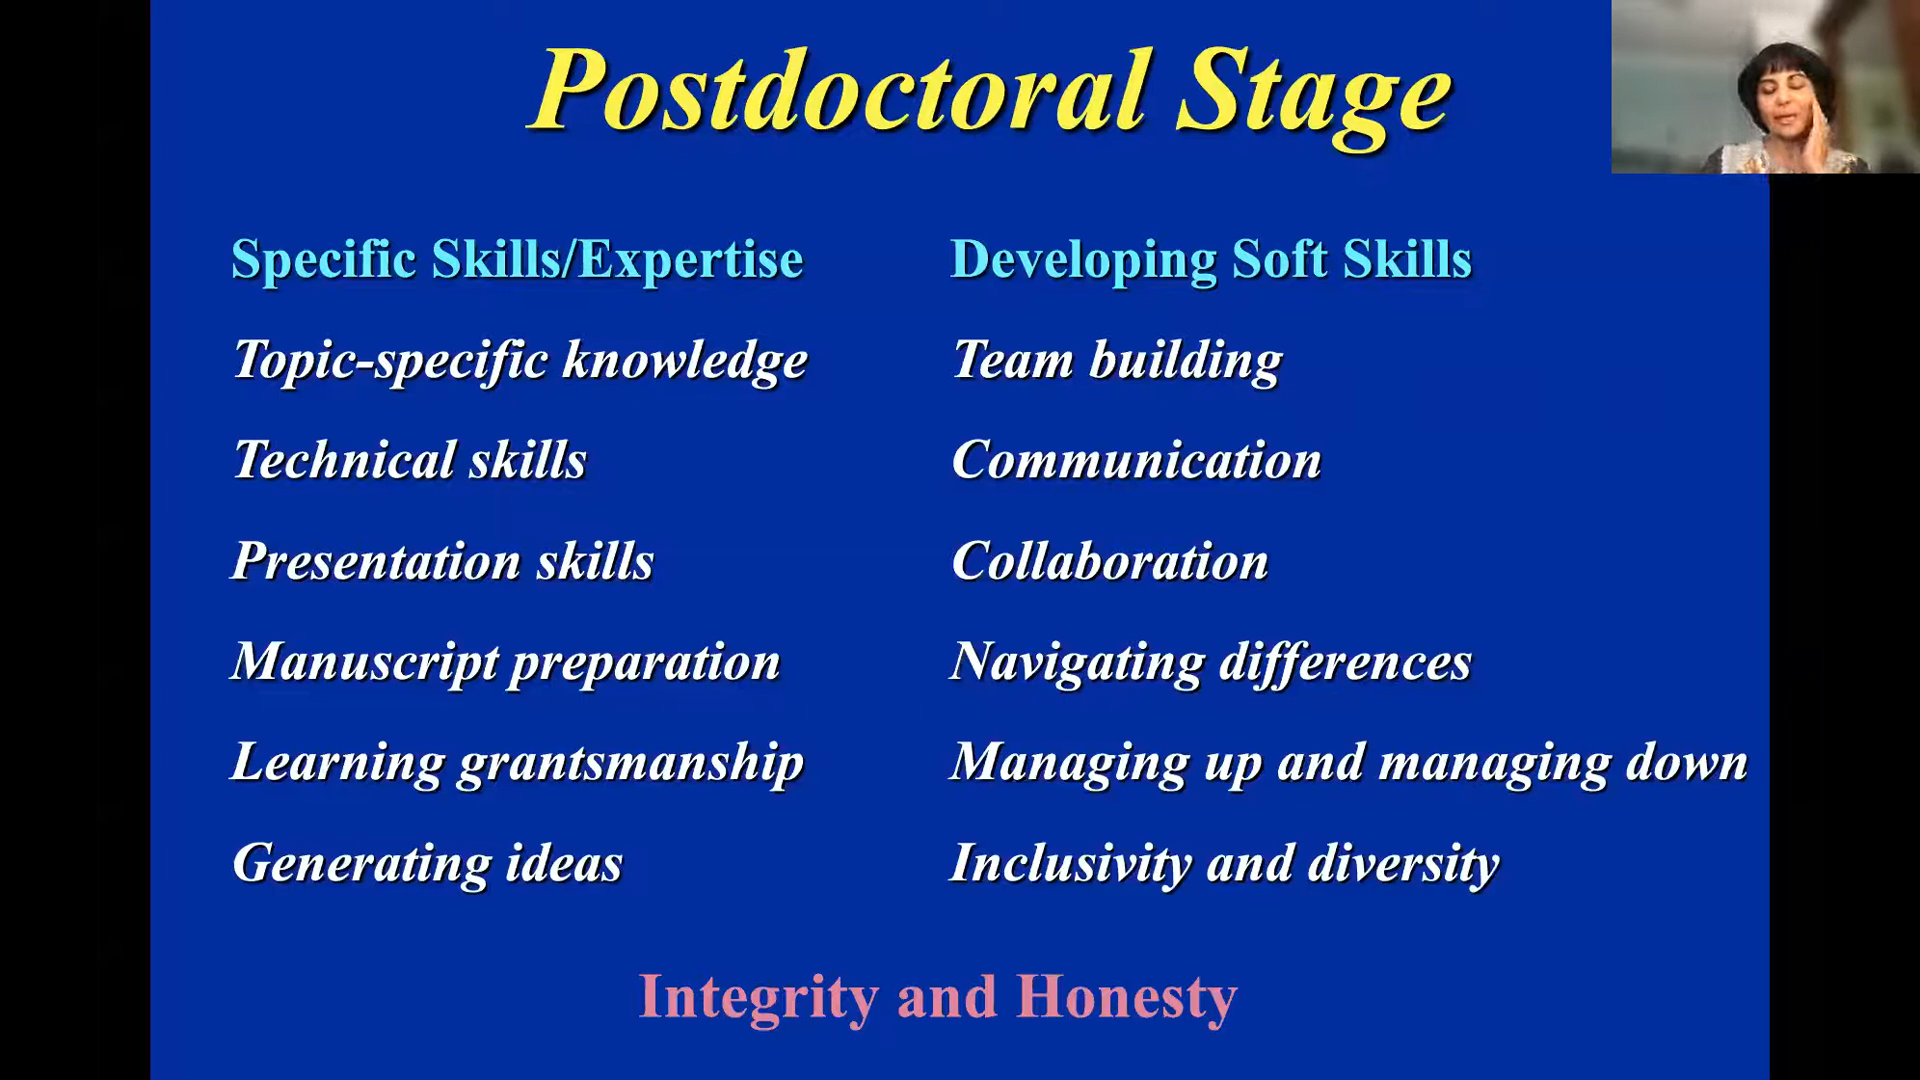 Postdoctoral Stage
Specific Skills/Expertise
Topic-specific knowledge
Technical skills
Presentation skills
Manuscript preparation
Learning grantsmanship
Generating ideas
Developing Soft Skills
Team building
Communication
Collaboration
Navigating differences
Managing up and managing down
Inclusivity and diversity
Integrity and Honesty